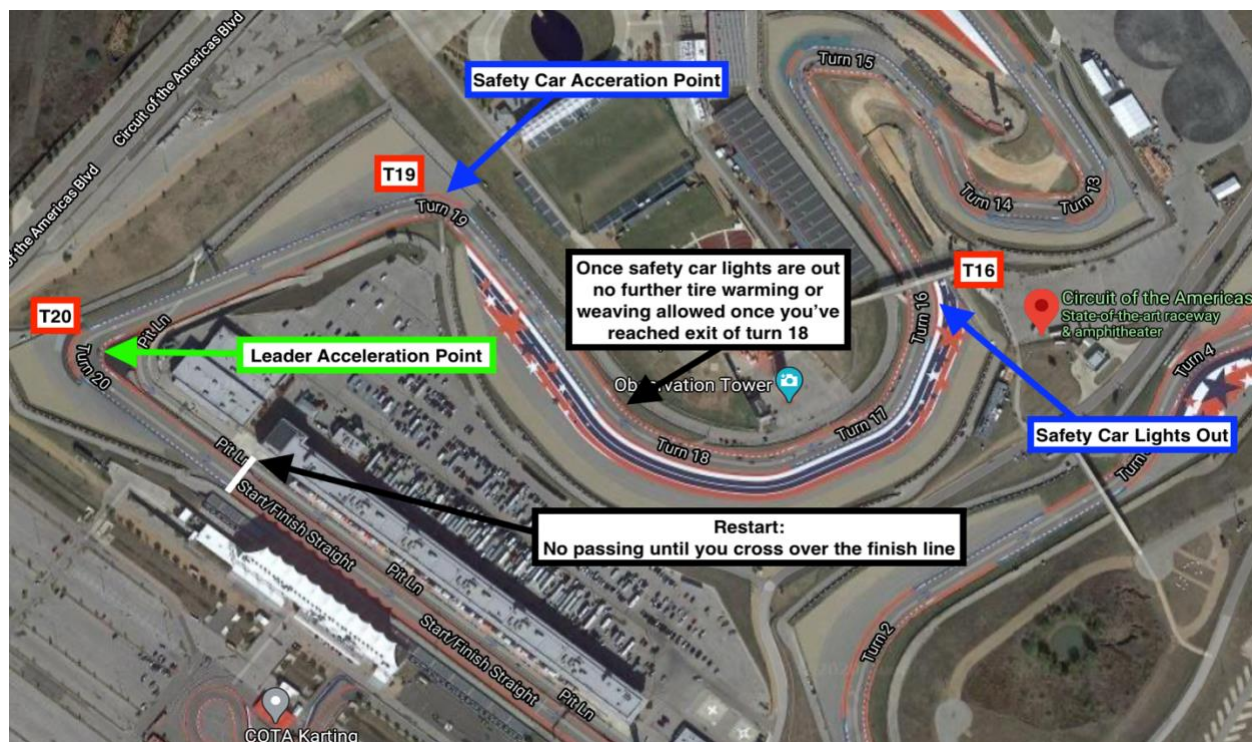 Circuit of the Americas Blvd
of the Americas Blvd
Safety Car Acceration Point
Turn 15
T19
Turn 19
Turn 14
Turn 13
Once safety car lights are out
no further tire warming or
weaving allowed once you've
reached exit of turn 18
T16
Turn 16
Circuit of the Americas
State-of-the-art raceway
& amphitheater
T20
Pit Ln
Turn 20
Leader Acceleration Point
Observation Tower
Turn 4
Turn 17
Turn 18
Safety Car Lights Out
Pit Ln
Start/Finish Straight
Restart:
No passing until you cross over the finish line
Pit Ln
Start/Finish Straight
Pit Ln
Turn 2
COTA Karting